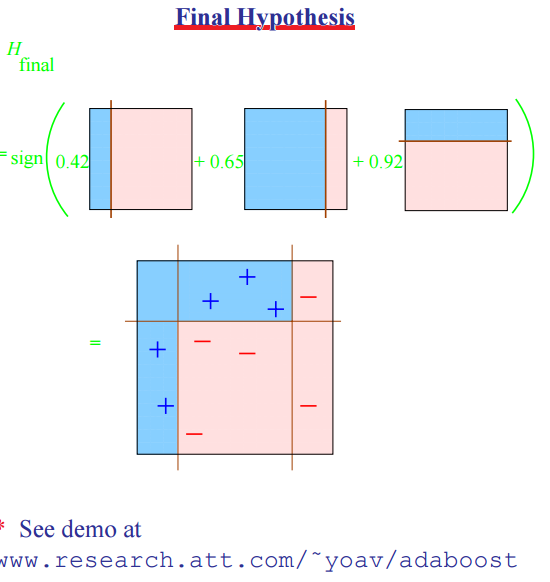 Final Hypothesis
H
final
= sign ( 0.42 + 0.65 + 0.92 )
=
+ + + −
+ − −
+ −
−
* See demo at
www.research.att.com/~yoav/adaboost